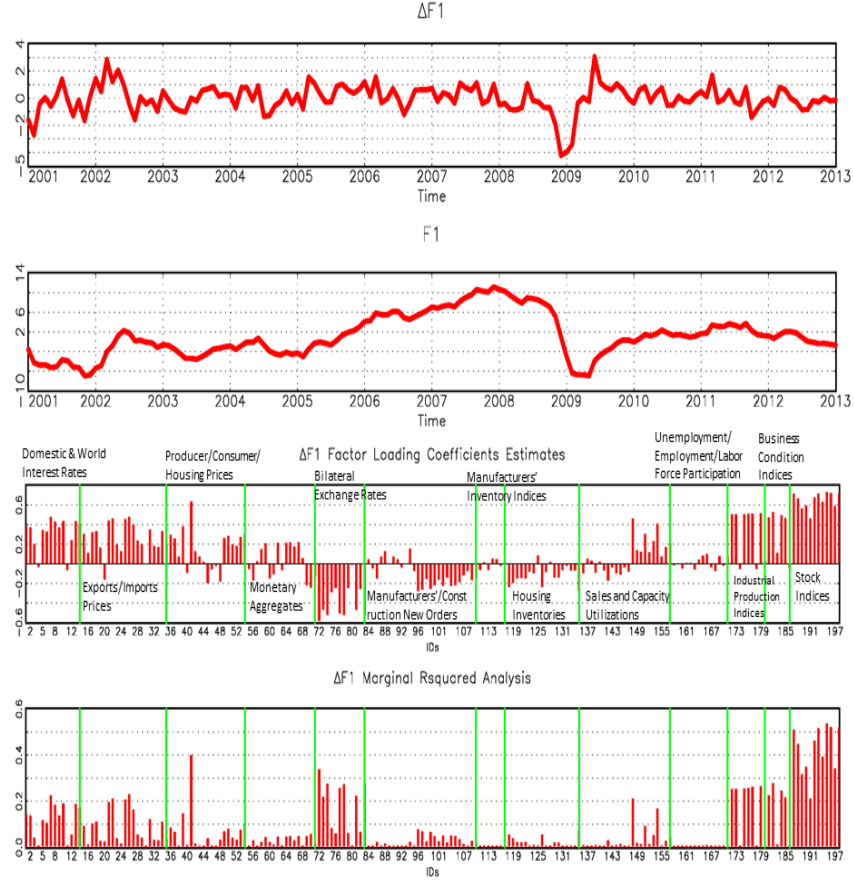 ΔF1
4
2
0
−2
−5
2001 2002 2003 2004 2005 2006 2007 2008 2009 2010 2011 2012 2013
Time
F1
14
6
2
−10
2001 2002 2003 2004 2005 2006 2007 2008 2009 2010 2011 2012 2013
Time
Domestic & World
Interest Rates
Producer/Consumer/
Housing Prices
ΔF1 Factor Loading Coefficients Estimates
Bilateral
Exchange Rates
Manufacturers'
Inventory Indices
Unemployment/
Employment/Labor
Force Participation
Business
Condition
Indices
0.6
0.2
−0.2
−0.6
Exports/Imports
Prices
Monetary
Aggregates
Manufacturers'/Const
ruction New Orders
Housing
Inventories
Sales and Capacity
Utilizations
Industrial
Production
Indices
Stock
Indices
2 5 8 12 16 20 24 28 32 36 40 44 48 52 56 60 64 68 72 76 80 84 88 92 96 101 107 113 119 125 131 137 143 149 155 161 167 173 179 185 191 197
IDs
ΔF1 Marginal Rsquared Analysis
0.6
0.4
0.2
0.0
2 5 8 12 16 20 24 28 32 36 40 44 48 52 56 60 64 68 72 76 80 84 88 92 96 101 107 113 119 125 131 137 143 149 155 161 167 173 179 185 191 197
IDs